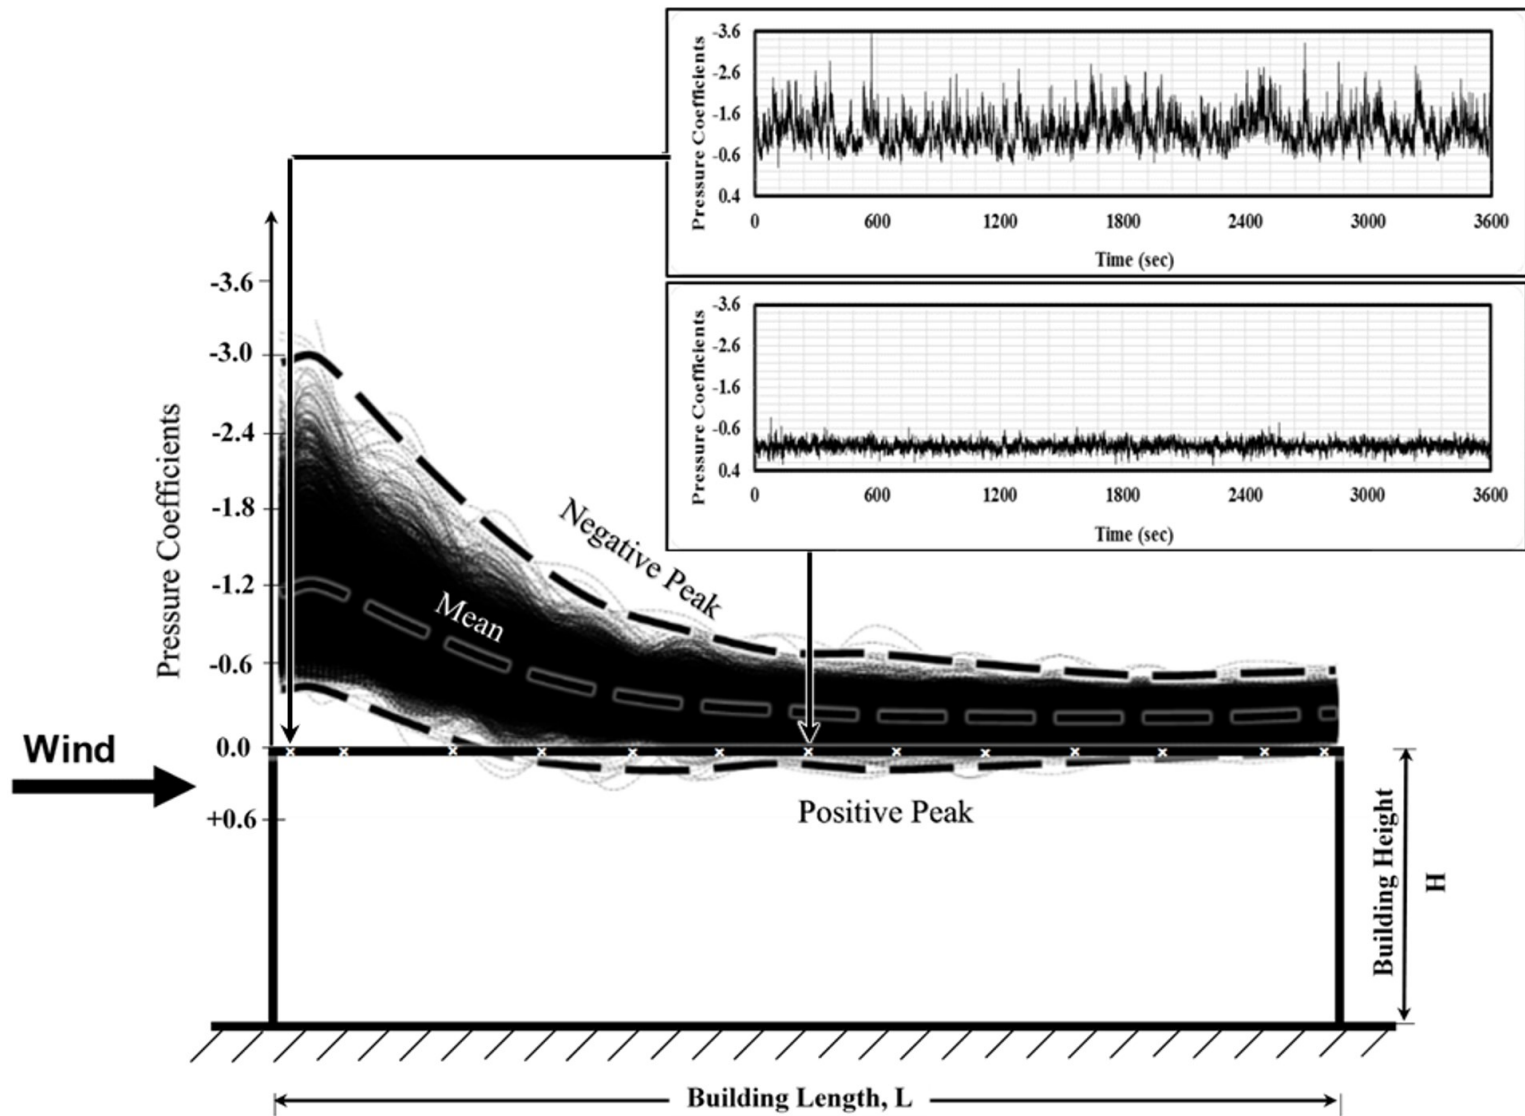 -3.6
-2.6
-1.6
-0.6
0.4
Pressure Coefficients
0
600
1200
1800
2400
3000
3600
Time (sec)
-3.6
-2.6
-1.6
-0.6
0.4
Pressure Coefficients
0
600
1200
1800
2400
3000
3600
Time (sec)
-3.6
-3.0
-2.4
-1.8
-1.2
-0.6
0.0
+0.6
Pressure Coefficients
Negative Peak
Mean
Positive Peak
Wind
Building Height
H
Building Length, L